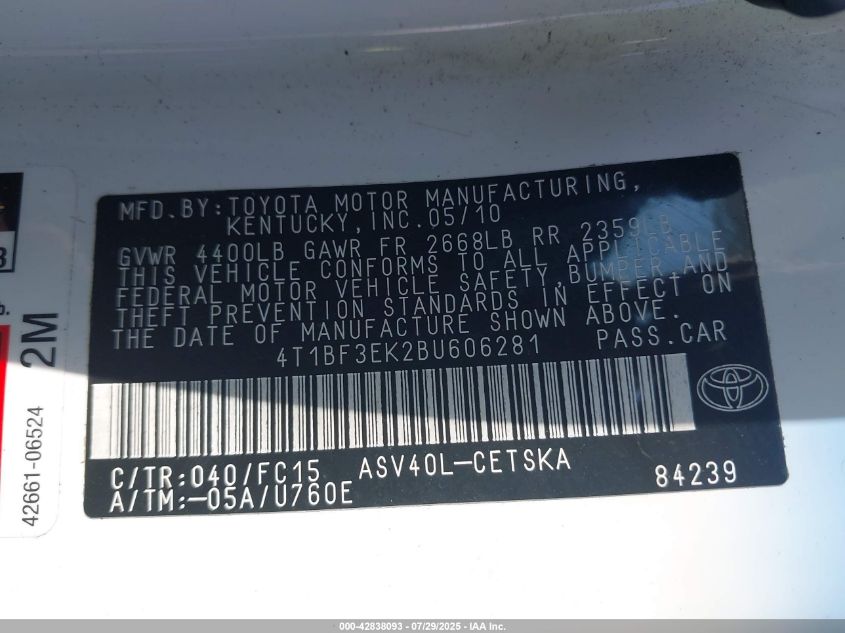 MFD.BY:TOYOTA MOTOR MANUFACTURING,
KENTUCKY,INC.05/10
GVWR 4400LB GAWR FR 2668LB RR 2359LB
THIS VEHICLE CONFORMS TO ALL APPLICABLE
FEDERAL MOTOR VEHICLE SAFETY,BUMPER,AND
THEFT PREVENTION STANDARDS IN EFFECT ON
THE DATE OF MANUFACTURE SHOWN ABOVE.
4T1BF3EK2BU606281 PASS.CAR
C/TR:040/FC15 ASV40L-CETSKA 84239
A/TM:-05A/U760E
2M
42661-06524
000-42838093 - 07/29/2025 - IAA Inc.